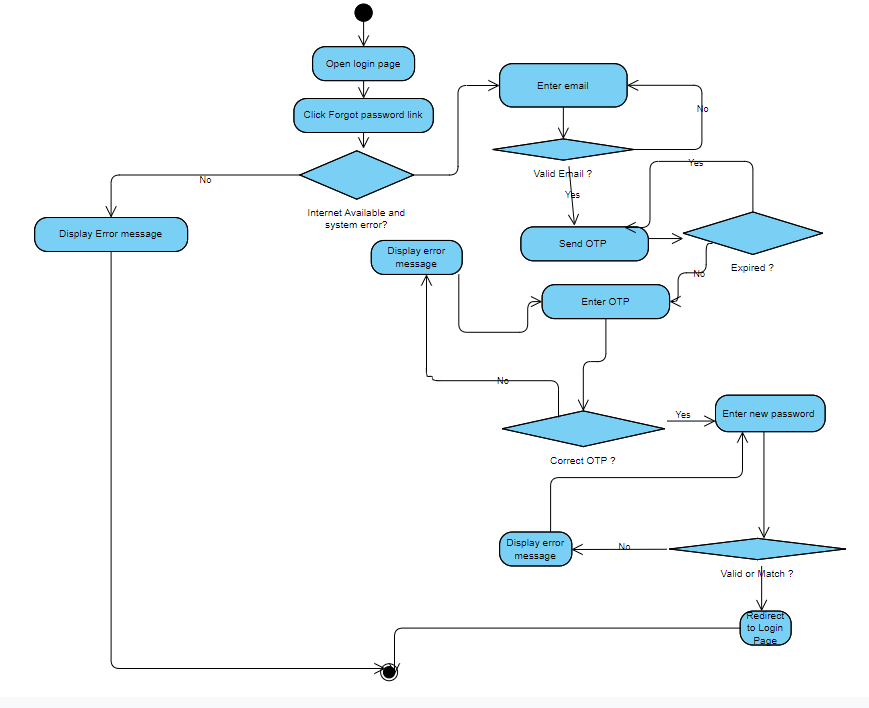 Open login page
Click Forgot password link
Internet Available and
system error?
No
Display Error message
Enter email
No
Valid Email ?
Yes
Yes
Send OTP
Expired ?
No
Display error
message
Enter OTP
No
Correct OTP ?
Yes
Enter new password
Display error
message
No
Valid or Match ?
Redirect
to Login
Page